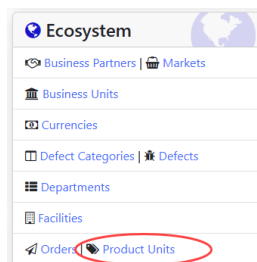 Ecosystem
Business Partners | Markets
Business Units
Currencies
Defect Categories | Defects
Departments
Facilities
Orders | Product Units